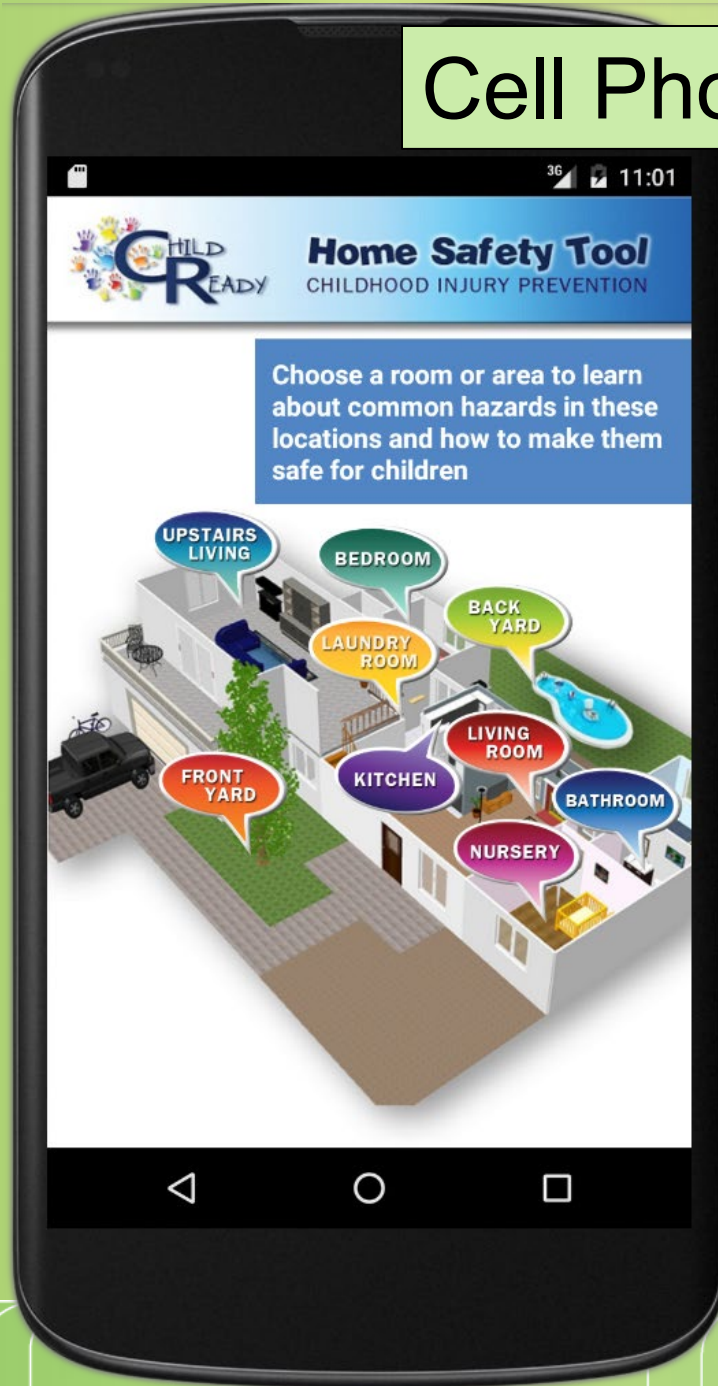 Cell Pho
3G 11:01
CHILD
READY
Home Safety Tool
CHILDHOOD INJURY PREVENTION
Choose a room or area to learn
about common hazards in these
locations and how to make them
safe for children
UPSTAIRS
LIVING
BEDROOM
BACK
YARD
LAUNDRY
ROOM
LIVING
ROOM
KITCHEN
FRONT
YARD
BATHROOM
NURSERY